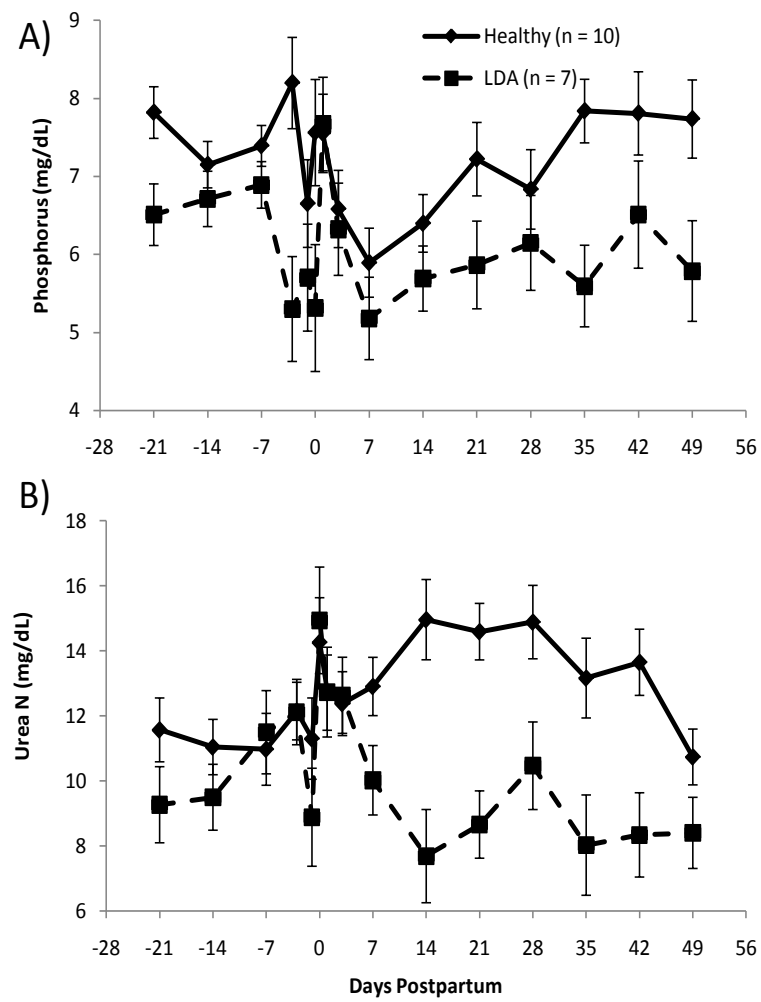 A)
Healthy (n = 10)
LDA (n = 7)
Phosphorus (mg/dL)
9
8
7
6
5
4
-28 -21 -14 -7 0 7 14 21 28 35 42 49 56
B)
Urea N (mg/dL)
18
16
14
12
10
8
6
-28 -21 -14 -7 0 7 14 21 28 35 42 49 56
Days Postpartum